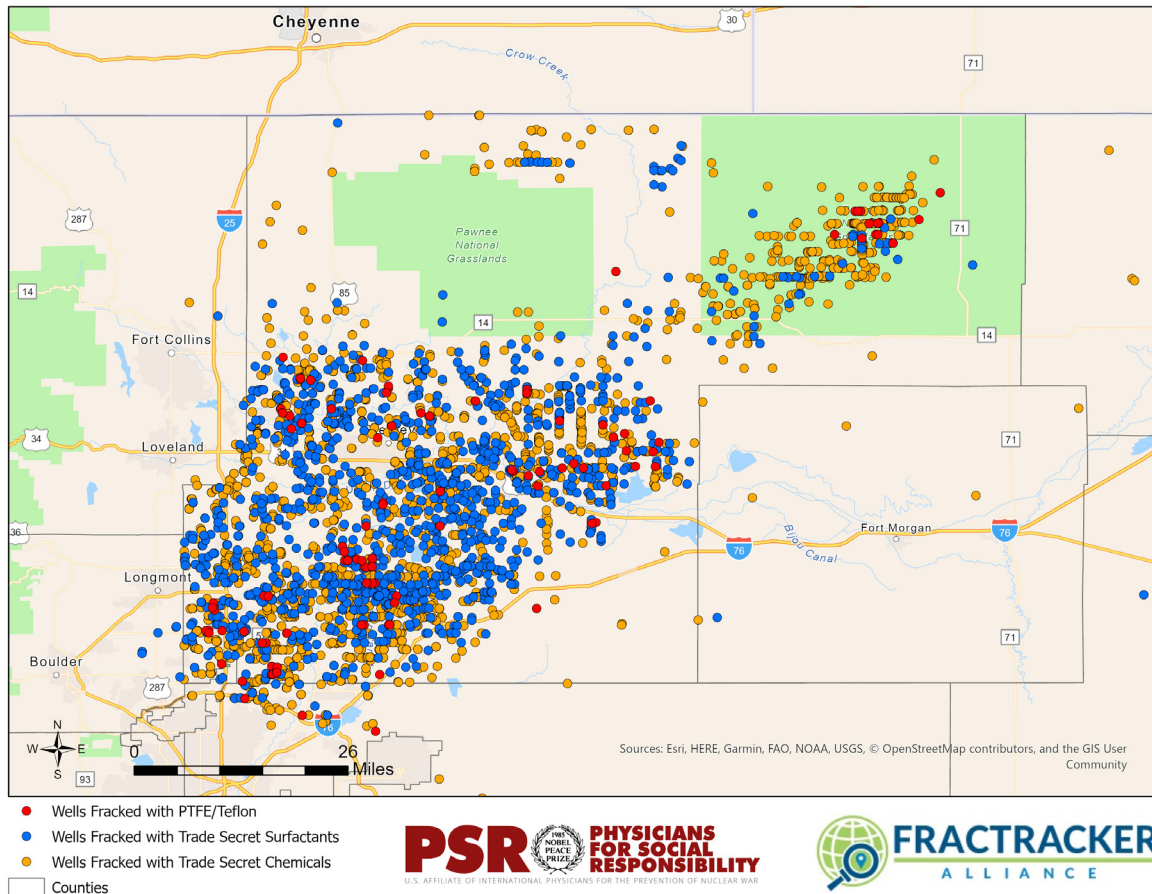 Cheyenne
30
Crow Creek
71
287
25
Pawnee
National
Grasslands
71
14
85
14
14
Fort Collins
34
Loveland
71
36
Fort Morgan
76
76
Bijou Canal
Longmont
71
Boulder
287
76
N
W E
S
0 26
Miles
93
Sources: Esri, HERE, Garmin, FAO, NOAA, USGS, © OpenStreetMap contributors, and the GIS User
Community
Wells Fracked with PTFE/Teflon
Wells Fracked with Trade Secret Surfactants
Wells Fracked with Trade Secret Chemicals
Counties
PSR
1985
NOBEL
PEACE
PRIZE
PHYSICIANS
FOR SOCIAL
RESPONSIBILITY
U.S. AFFILIATE OF INTERNATIONAL PHYSICIANS FOR THE PREVENTION OF NUCLEAR WAR
FRACTRACKER
ALLIANCE